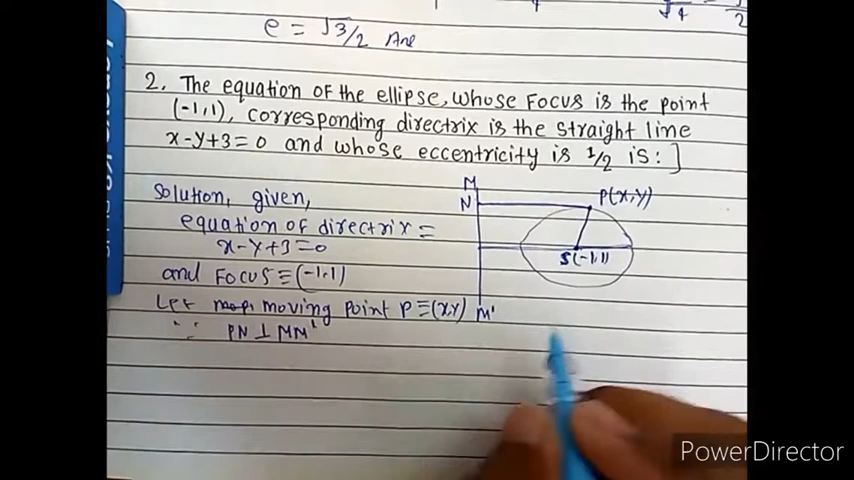 e = √3/2 Ans
√4
2
2. The equation of the ellipse, whose focus is the point
(-1,1), corresponding directrix is the straight line
x-y+3=0 and whose eccentricity is 1/2 is:]
Solution, given,
equation of directrix =
x-y+3=0
and Focus ≡ (-1,1)
Let moving point P ≡ (x,y)
∵ PN ⊥ MM'
M
N
P(x,y)
S(-1,1)
M'
PowerDirector